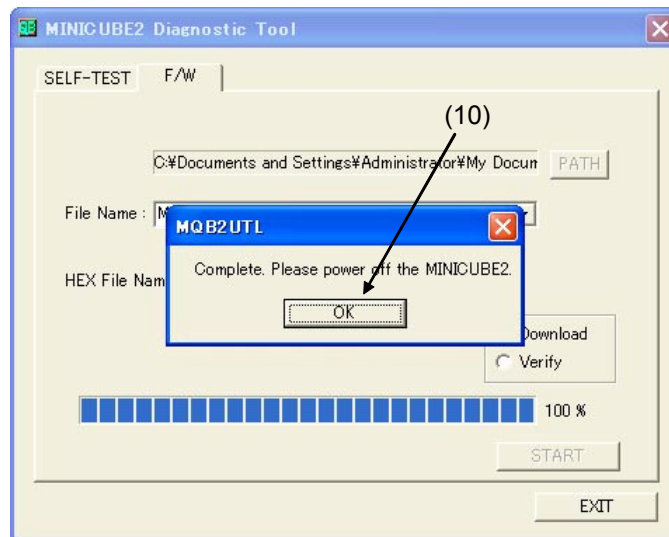 MINICUBE2 Diagnostic Tool
SELF-TEST F/W
(10)
C:¥Documents and Settings¥Administrator¥My Docum PATH
File Name : M
MQB2UTL
Complete. Please power off the MINICUBE2.
HEX File Nam
OK
Download
Verify
100 %
START
EXIT